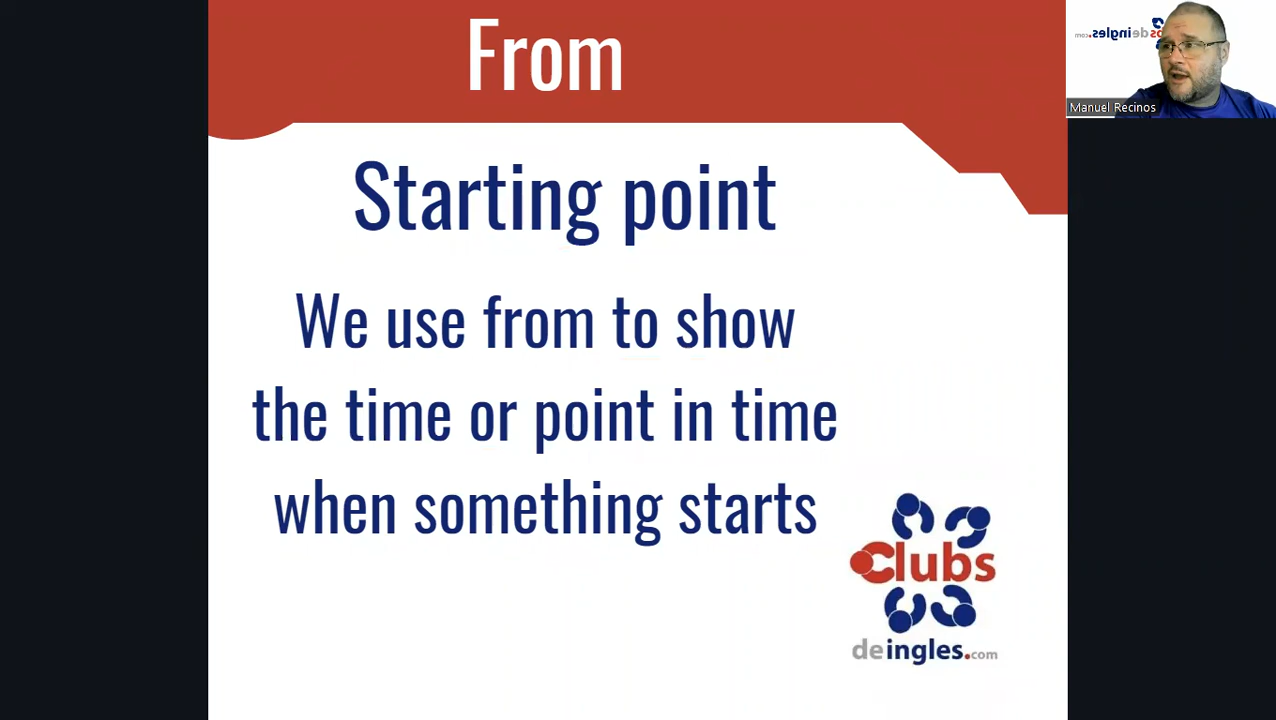 From
Starting point
We use from to show
the time or point in time
when something starts
Clubs
deingles.com
Manuel Recinos